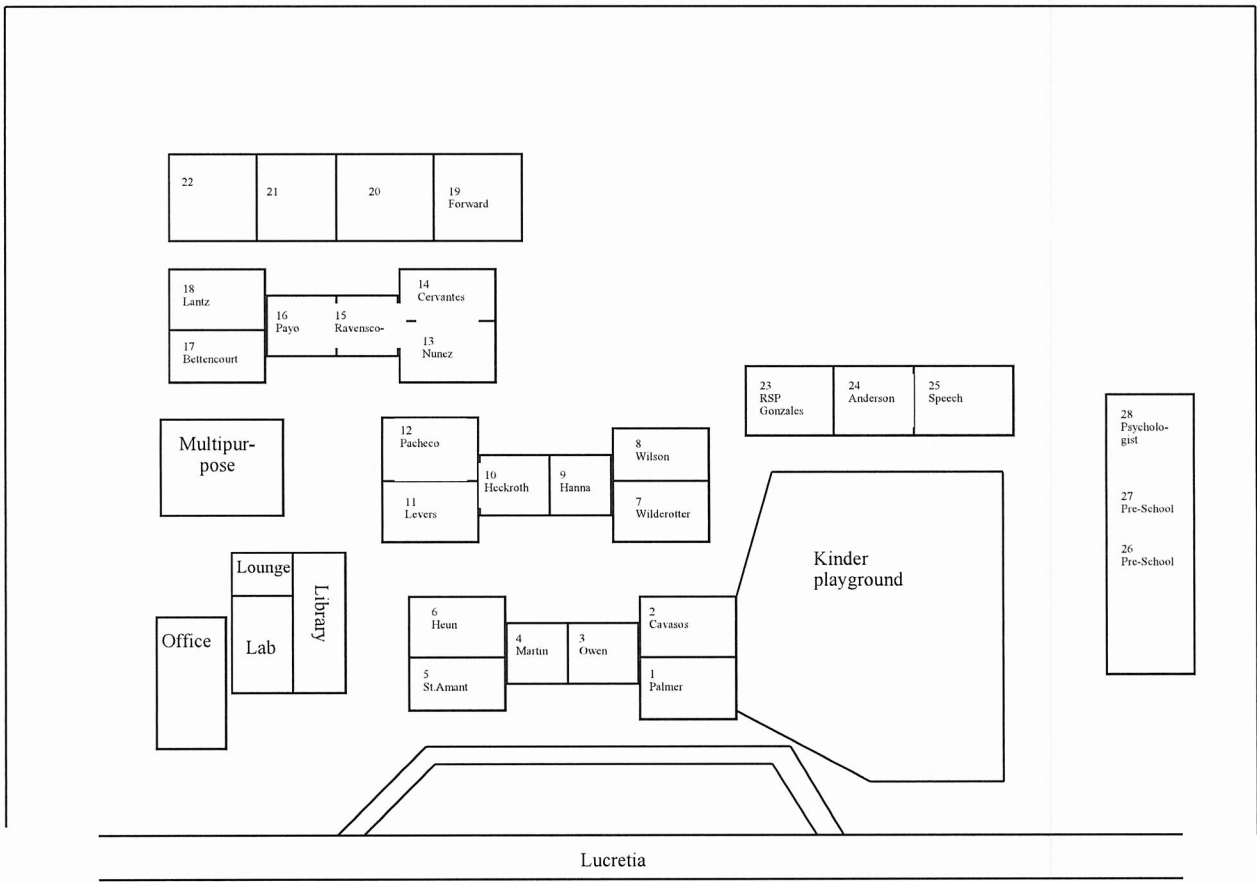 22
21
20
19
Forward
18
Lantz
17
Bettencourt
16
Payo
15
Ravensco-
14
Cervantes
13
Nunez
23
RSP
Gonzales
24
Anderson
25
Speech
28
Psycholo-
gist
27
Pre-School
26
Pre-School
Multipur-
pose
12
Pacheco
11
Levers
10
Heckroth
9
Hanna
8
Wilson
7
Wilderotter
Kinder
playground
Lounge
Library
Lab
Office
6
Heun
5
St.Amant
4
Martin
3
Owen
2
Cavasos
1
Palmer
Lucretia